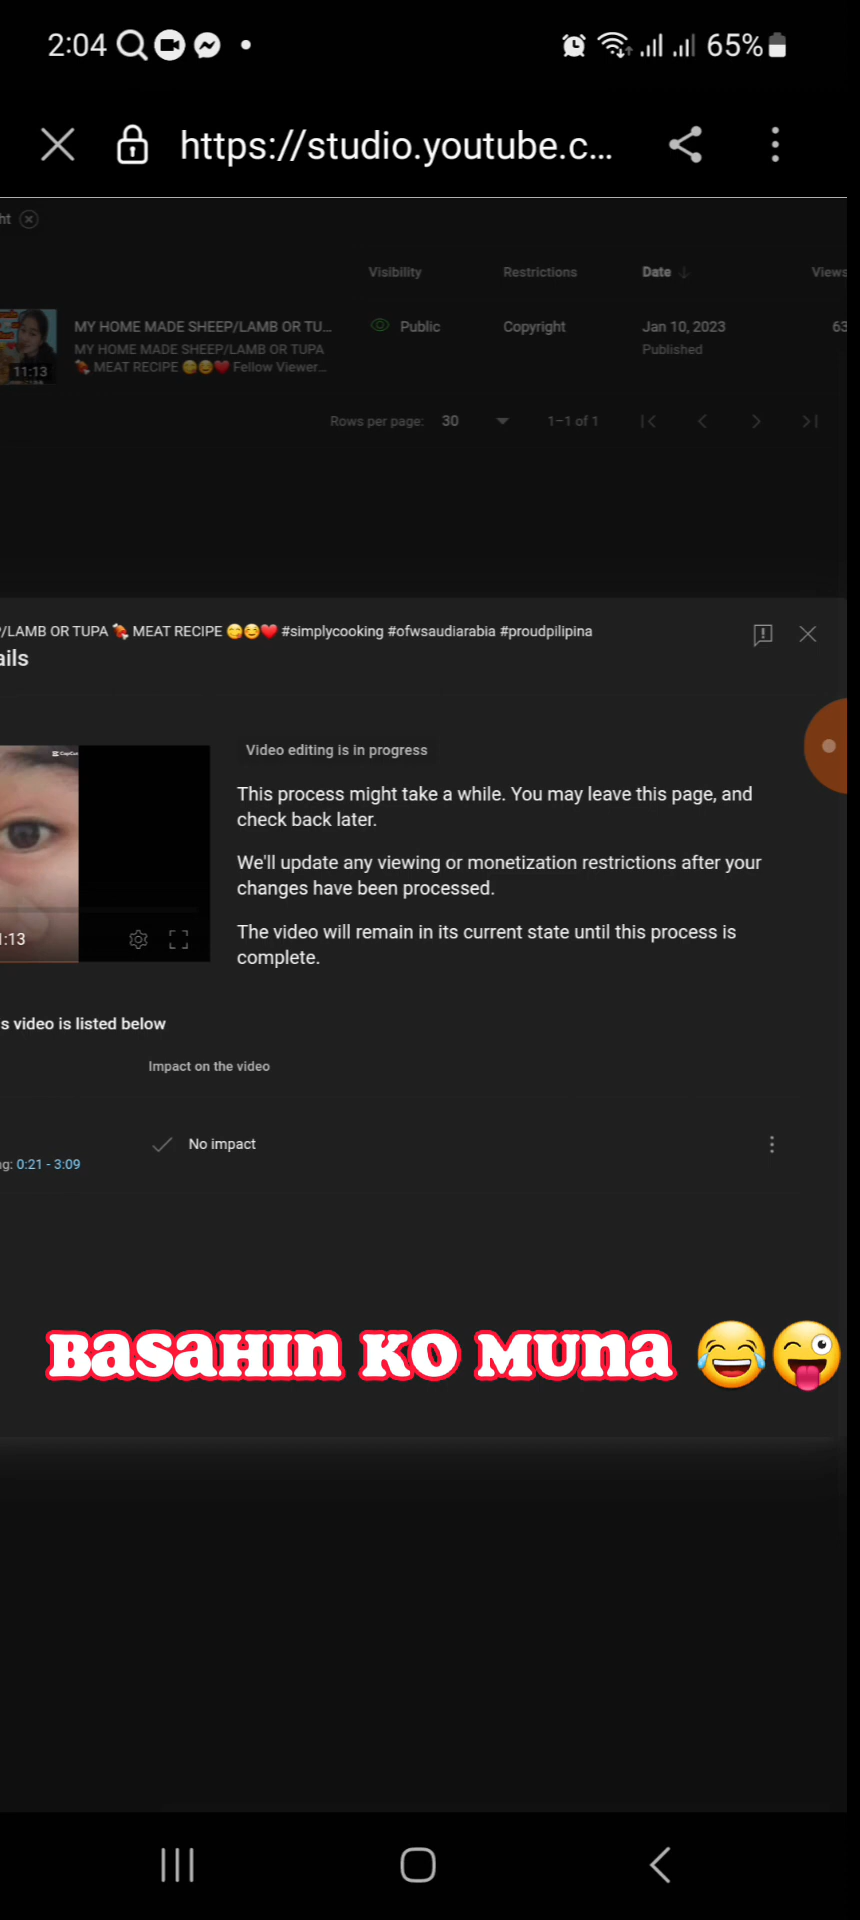 2:04 65%
https://studio.youtube.c...
ht
Visibility Restrictions Date Views
MY HOME MADE SHEEP/LAMB OR TU... Public Copyright Jan 10, 2023 63
MY HOME MADE SHEEP/LAMB OR TUPA Published
🍖 MEAT RECIPE 😋☺️❤️ Fellow Viewer...
11:13
Rows per page: 30 1–1 of 1
P/LAMB OR TUPA 🍖 MEAT RECIPE 😋☺️❤️ #simplycooking #ofwsaudiarabia #proudpilipina
ails
CapCut
Video editing is in progress
This process might take a while. You may leave this page, and
check back later.
We'll update any viewing or monetization restrictions after your
changes have been processed.
The video will remain in its current state until this process is
complete.
1:13
s video is listed below
Impact on the video
No impact
ng: 0:21 - 3:09
Basahin ko muna 😂🤪